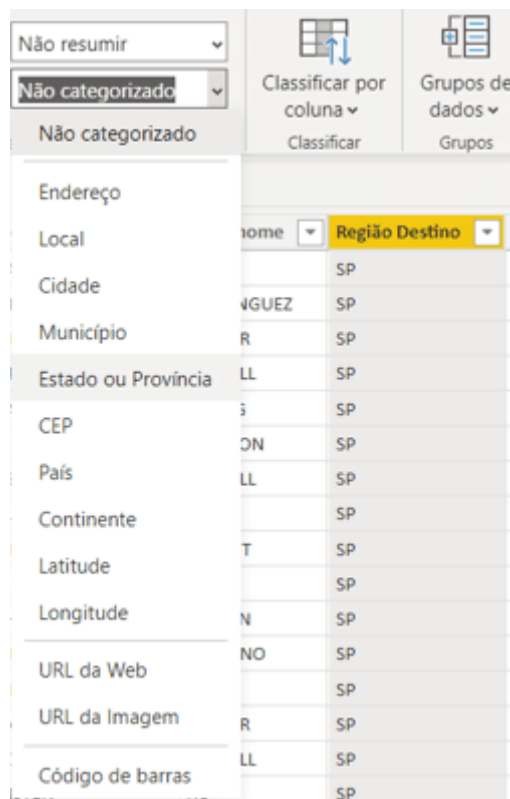 Não resumir
Não categorizado
Classificar por
coluna
Classificar
Grupos de
dados
Grupos
Não categorizado
Endereço
Local
Cidade
Município
Estado ou Província
CEP
País
Continente
Latitude
Longitude
URL da Web
URL da Imagem
Código de barras
nome
Região Destino
SP
NGUEZ SP
R SP
LL SP
SP
ON SP
LL SP
SP
T SP
SP
N SP
NO SP
SP
R SP
LL SP
SP